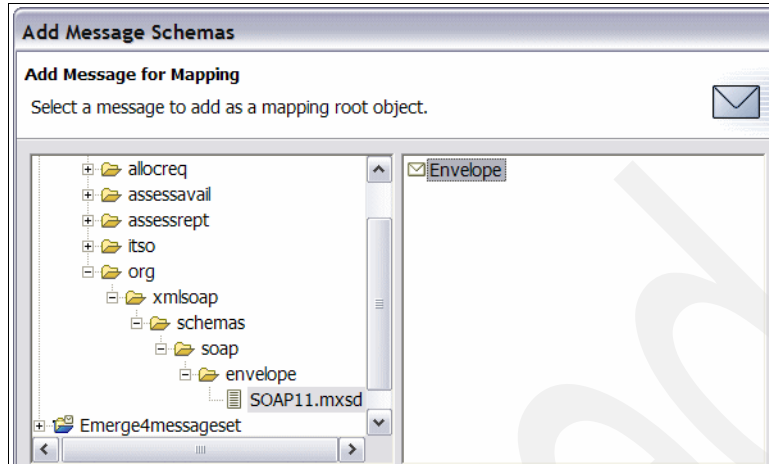 Add Message Schemas
Add Message for Mapping
Select a message to add as a mapping root object.
allocreq
assessavail
assessrept
itso
org
xmlsoap
schemas
soap
envelope
SOAP11.mxsd
Emerge4messageset
Envelope